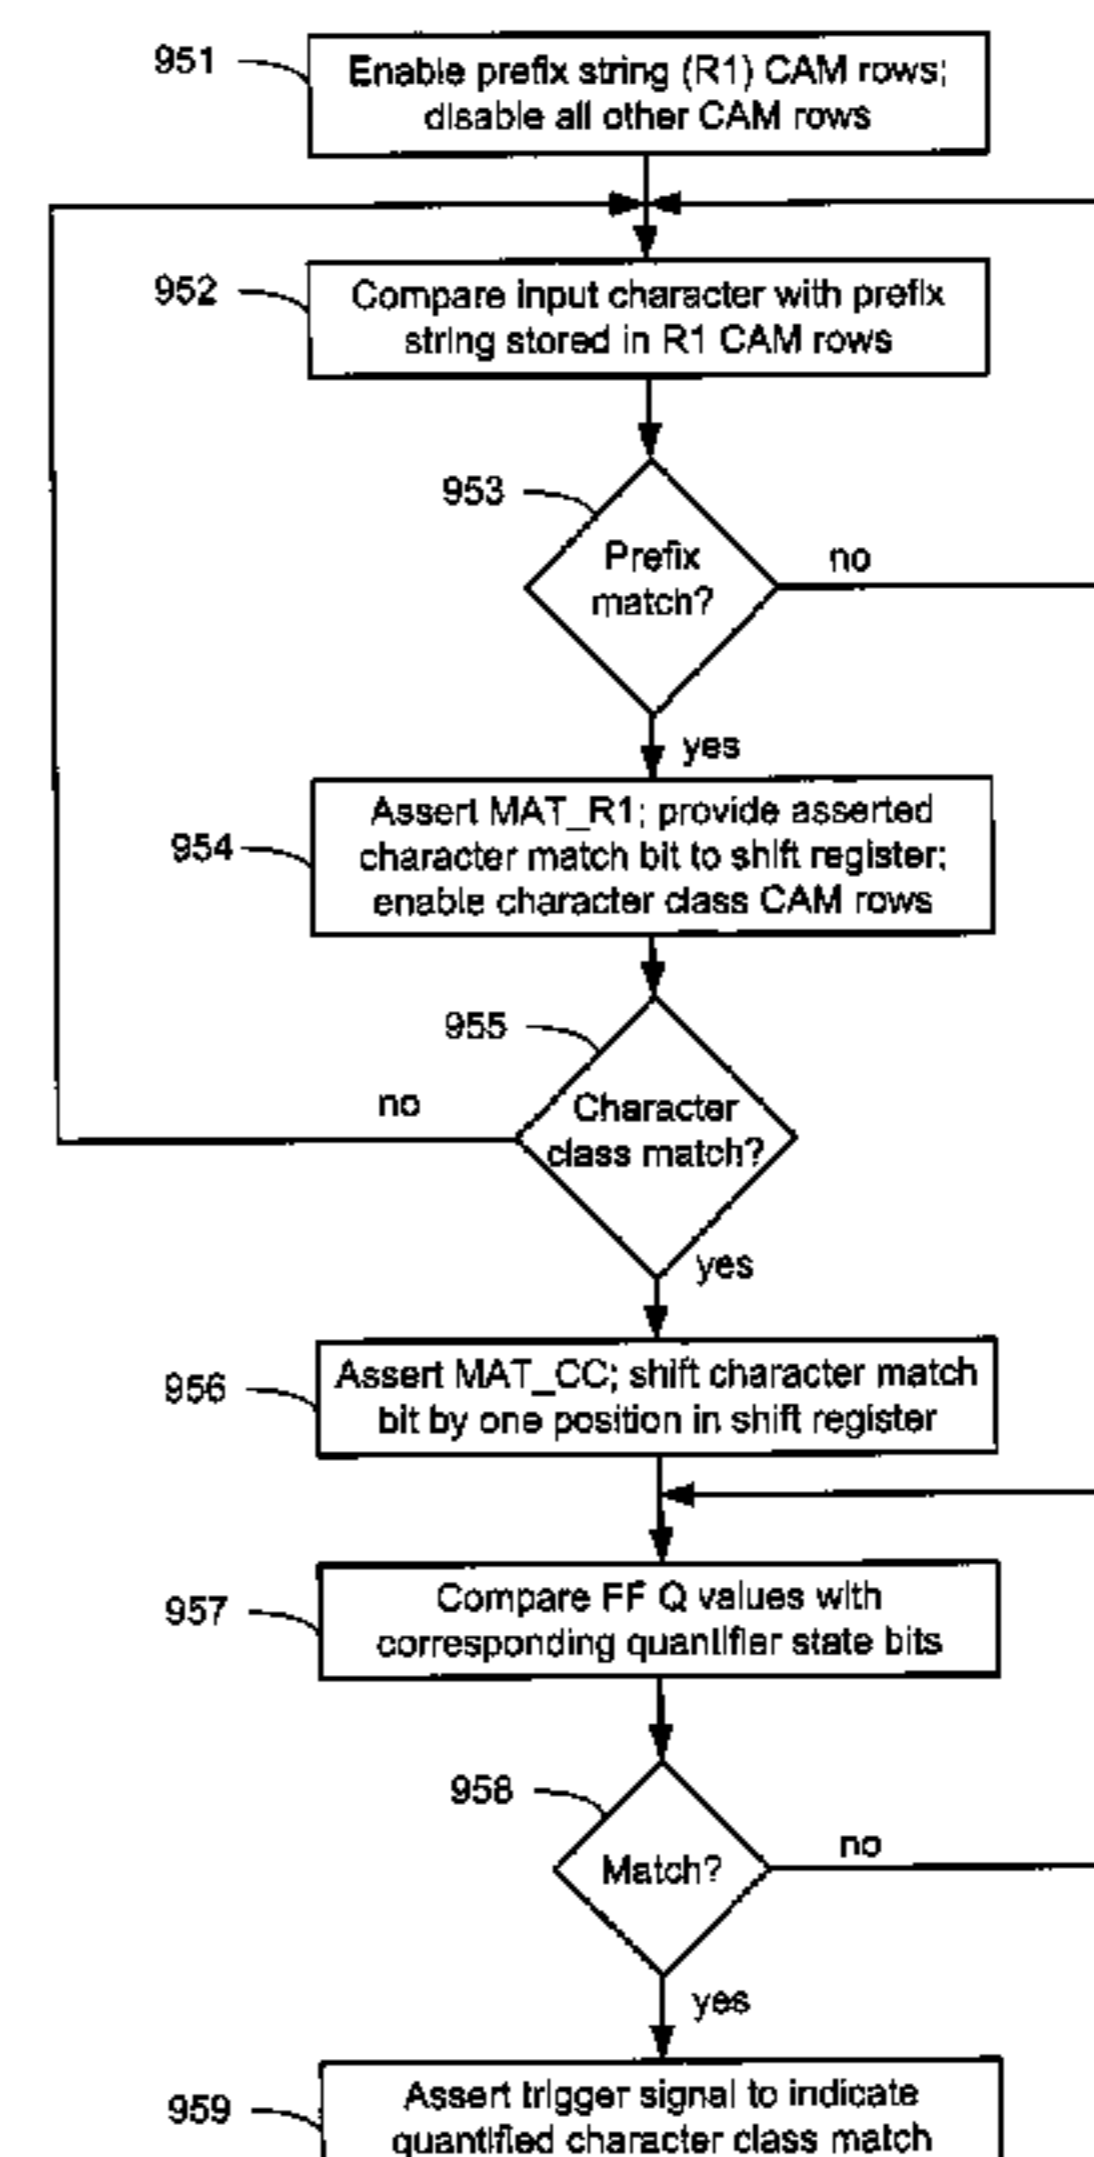 951
Enable prefix string (R1) CAM rows;
disable all other CAM rows
952
Compare input character with prefix
string stored in R1 CAM rows
953
Prefix
match?
no
yes
954
Assert MAT_R1; provide asserted
character match bit to shift register;
enable character class CAM rows
955
no
Character
class match?
yes
956
Assert MAT_CC; shift character match
bit by one position in shift register
957
Compare FF Q values with
corresponding quantifier state bits
958
Match?
no
yes
959
Assert trigger signal to indicate
quantified character class match